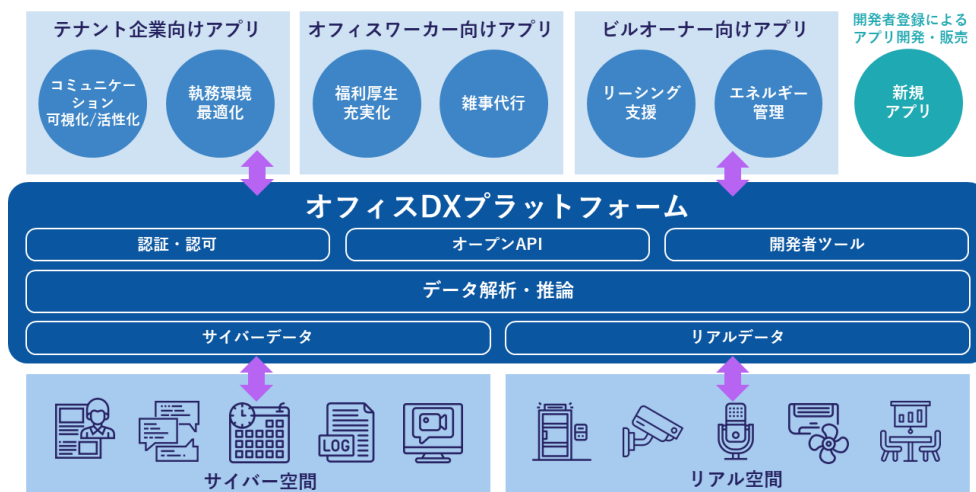 テナント企業向けアプリ
オフィスワーカー向けアプリ
ビルオーナー向けアプリ
開発者登録による
アプリ開発・販売
コミュニケー
ション
可視化/活性化
執務環境
最適化
福利厚生
充実化
雑事代行
リーシング
支援
エネルギー
管理
新規
アプリ
オフィスDXプラットフォーム
認証・認可
オープンAPI
開発者ツール
データ解析・推論
サイバーデータ
リアルデータ
LOG
サイバー空間
リアル空間